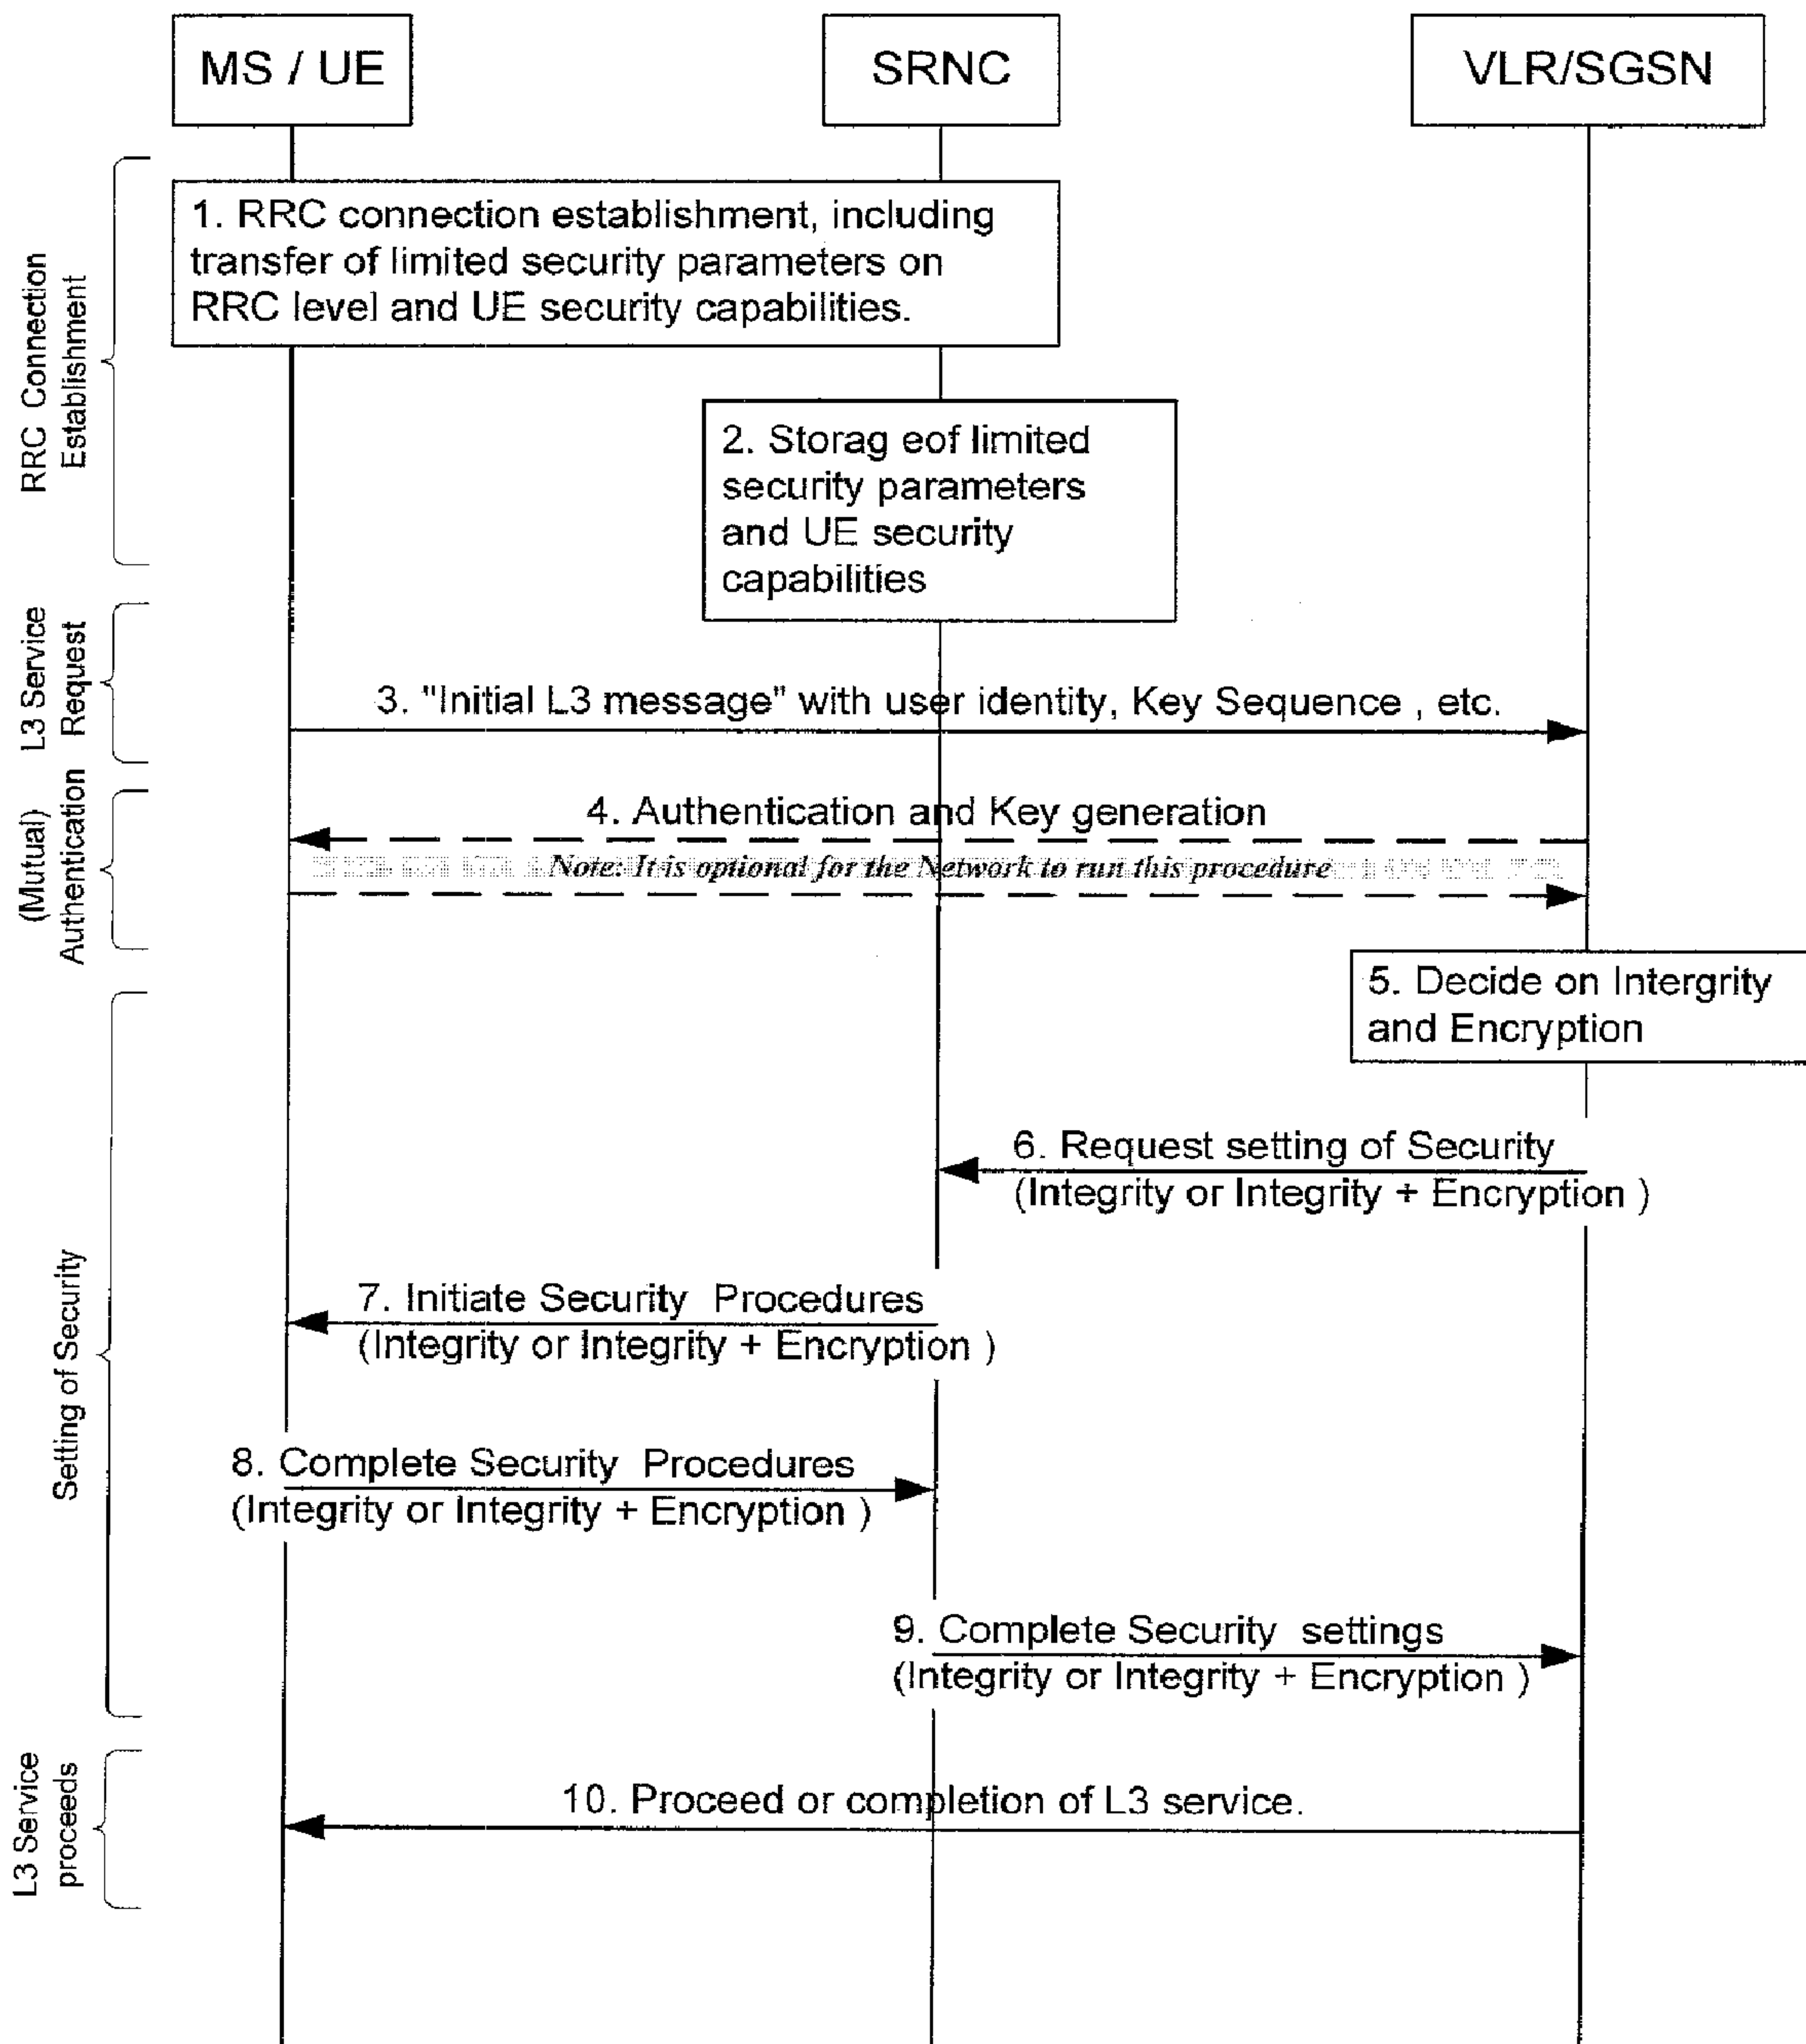 MS / UE
SRNC
VLR/SGSN
RRC Connection
Establishment
1. RRC connection establishment, including
transfer of limited security parameters on
RRC level and UE security capabilities.
2. Storag eof limited
security parameters
and UE security
capabilities
L3 Service
Request
3. "Initial L3 message" with user identity, Key Sequence , etc.
(Mutual)
Authentication
4. Authentication and Key generation
Note: It is optional for the Network to run this procedure
5. Decide on Intergrity
and Encryption
Setting of Security
6. Request setting of Security
(Integrity or Integrity + Encryption )
7. Initiate Security Procedures
(Integrity or Integrity + Encryption )
8. Complete Security Procedures
(Integrity or Integrity + Encryption )
9. Complete Security settings
(Integrity or Integrity + Encryption )
L3 Service
proceeds
10. Proceed or completion of L3 service.